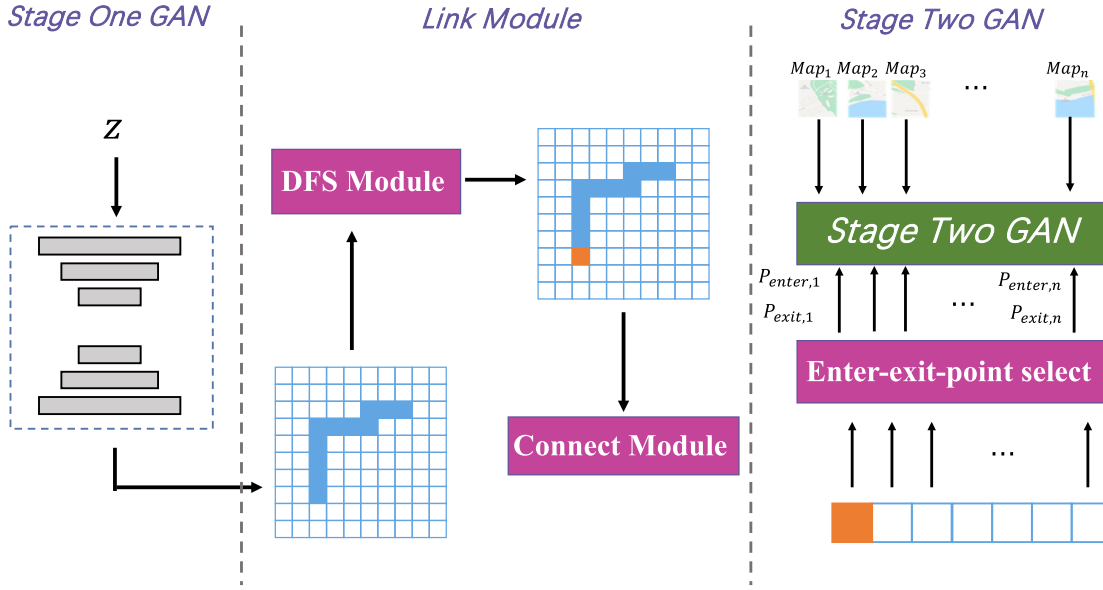 Stage One GAN
Link Module
Stage Two GAN
z
DFS Module
Connect Module
Map1 Map2 Map3 ... Mapn
Stage Two GAN
Penter,1
Pexit,1
...
Penter,n
Pexit,n
Enter-exit-point select
...